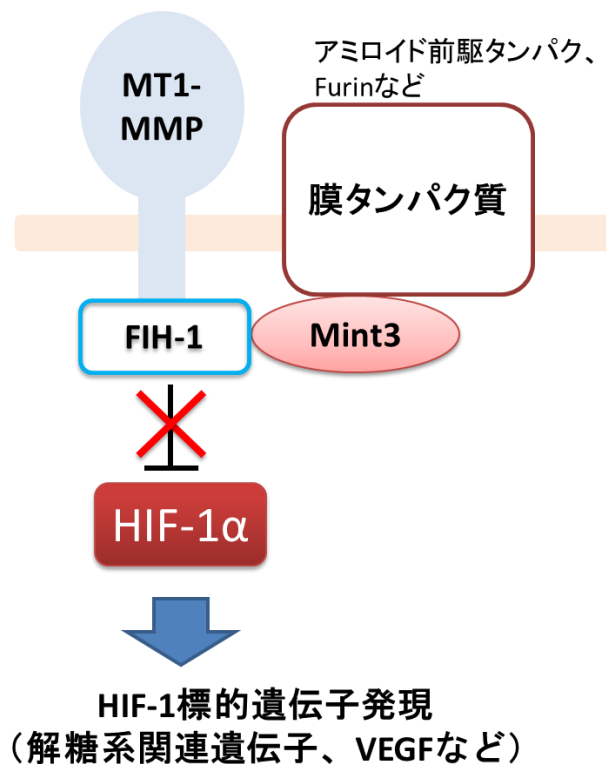 アミロイド前駆タンパク、
Furinなど
MT1-
MMP
膜タンパク質
FIH-1
Mint3
HIF-1α
HIF-1標的遺伝子発現
（解糖系関連遺伝子、VEGFなど）